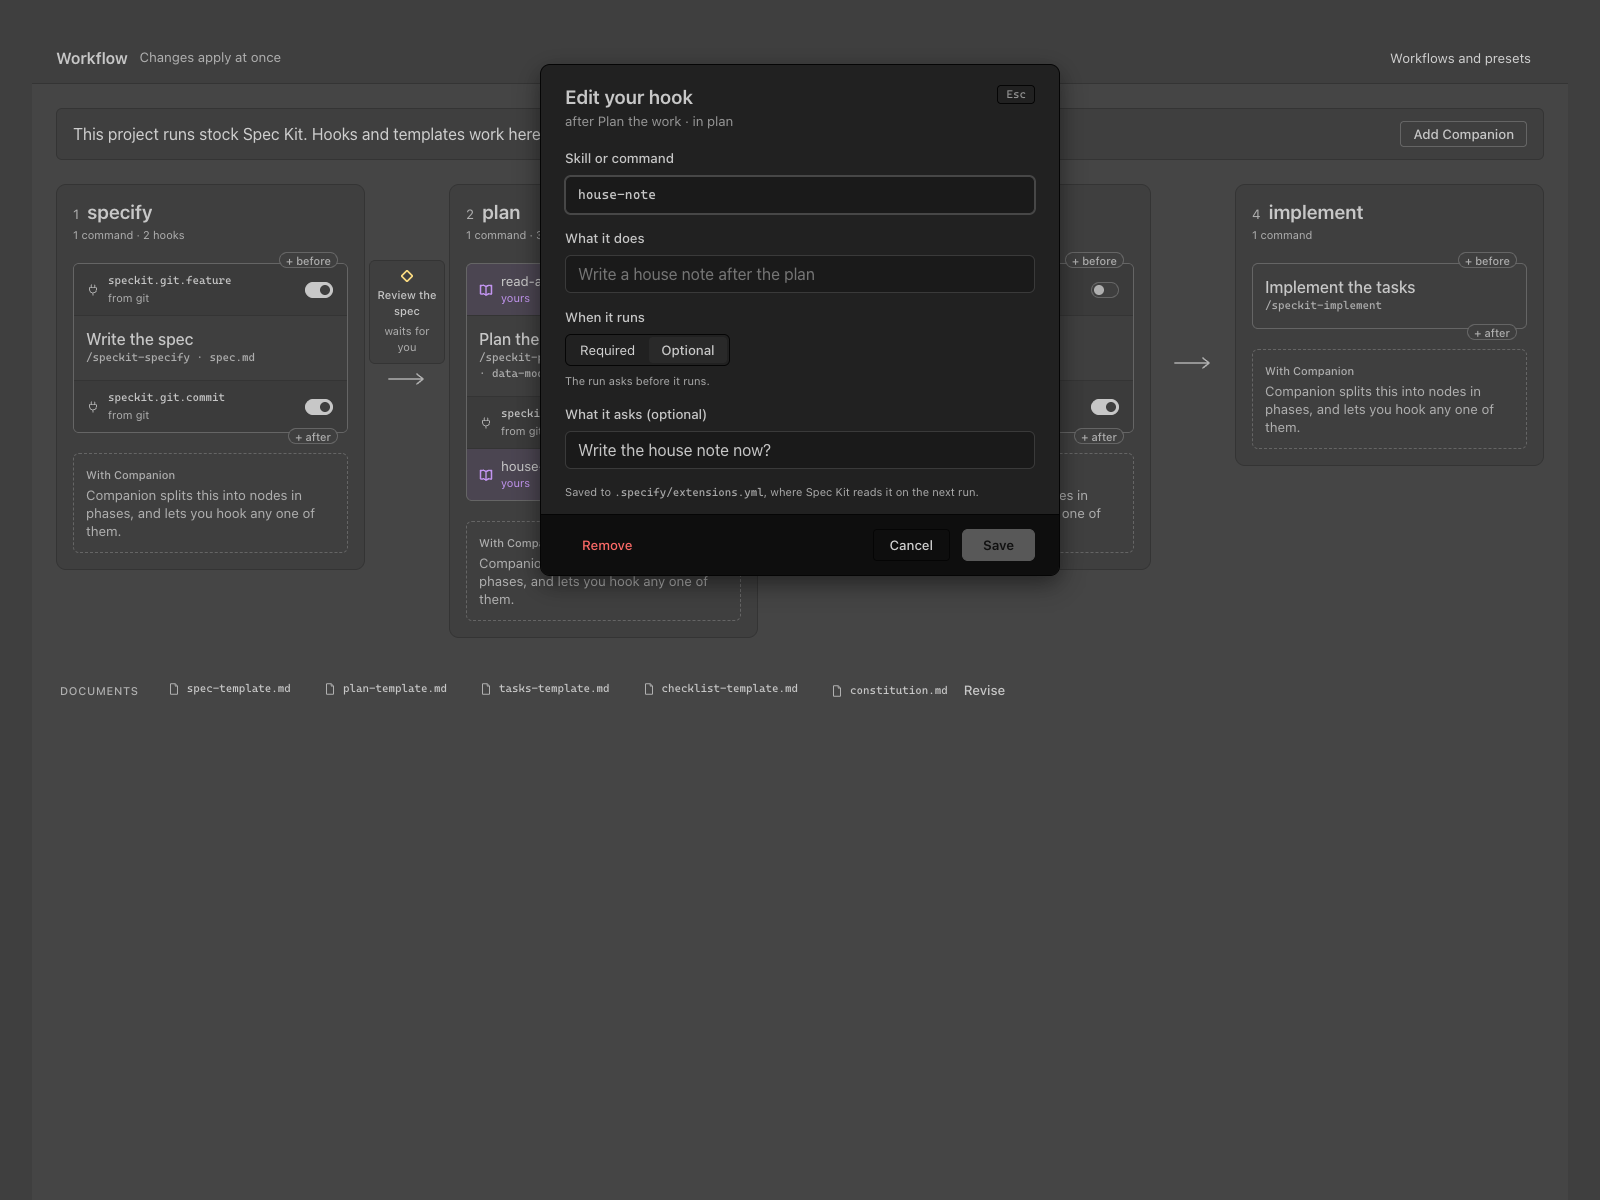 Workflow Changes apply at once
Workflows and presets
This project runs stock Spec Kit. Hooks and templates work here
Add Companion
1 specify
1 command · 2 hooks
+ before
speckit.git.feature
from git
Write the spec
/speckit-specify · spec.md
speckit.git.commit
from git
+ after
With Companion
Companion splits this into nodes in
phases, and lets you hook any one of
them.
Review the
spec
waits for
you
2 plan
1 command ·
yours
Plan the
from git
yours
phases, and lets you hook any one of
them.
Edit your hook
Esc
after Plan the work · in plan
Skill or command
house-note
What it does
Write a house note after the plan
When it runs
Required Optional
The run asks before it runs.
What it asks (optional)
Write the house note now?
Saved to .specify/extensions.yml, where Spec Kit reads it on the next run.
Remove
Cancel
Save
+ before
+ after
in
one of
4 implement
1 command
+ before
Implement the tasks
/speckit-implement
+ after
With Companion
Companion splits this into nodes in
phases, and lets you hook any one of
them.
DOCUMENTS
spec-template.md
plan-template.md
tasks-template.md
checklist-template.md
constitution.md
Revise